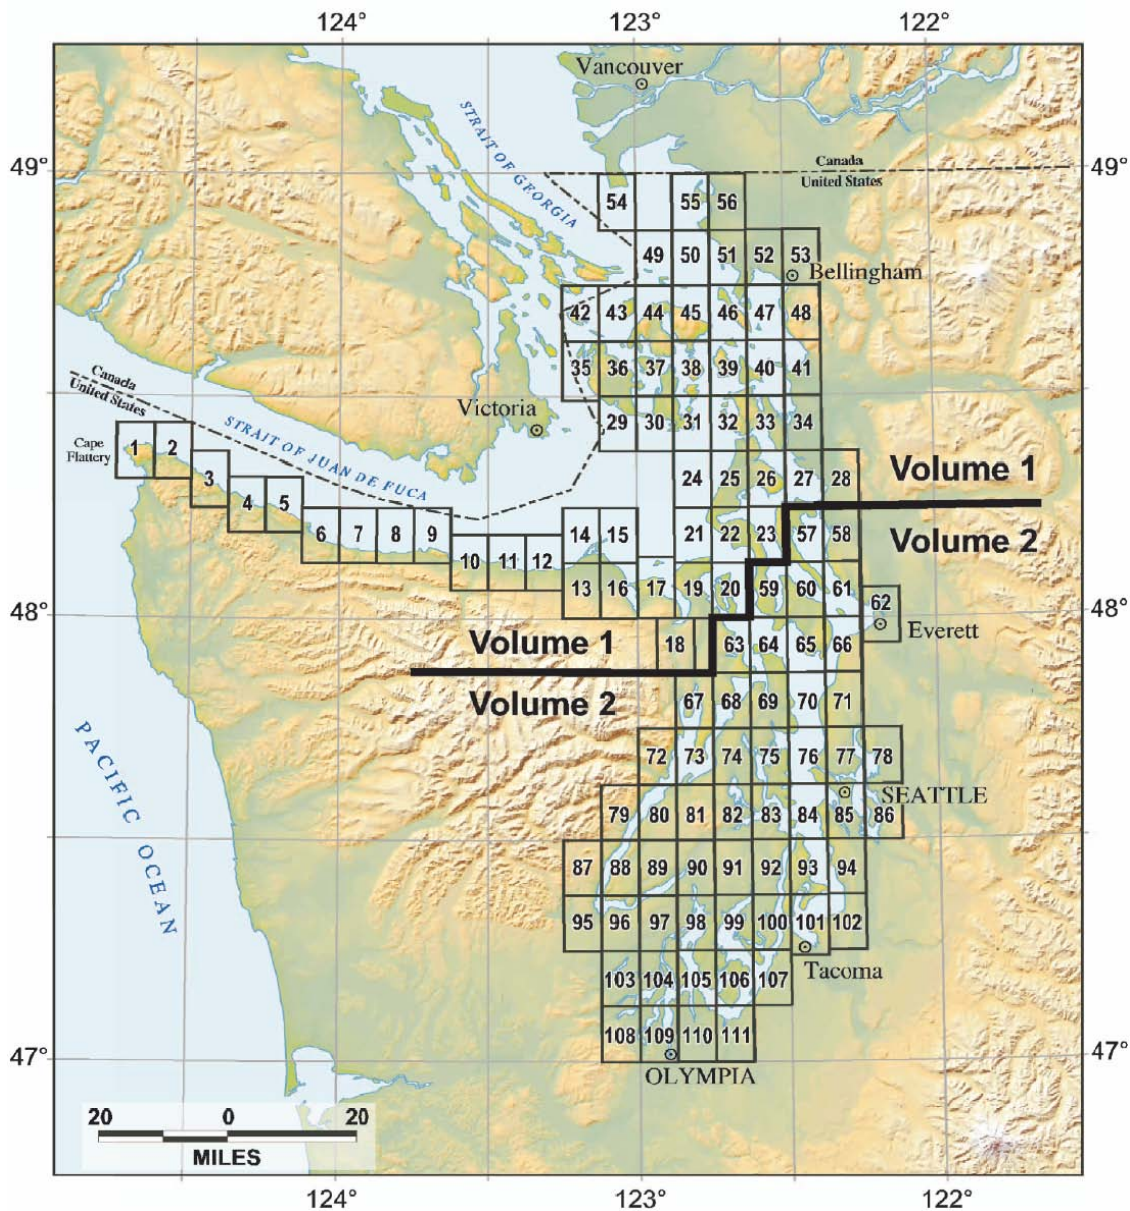 124° 123° 122°
Vancouver
STRAIT OF GEORGIA
49° Canada 49°
United States
54 55 56
49 50 51 52 53
Bellingham
42 43 44 45 46 47 48
35 36 37 38 39 40 41
Canada
United States
Victoria
STRAIT OF JUAN DE FUCA
29 30 31 32 33 34
Cape
Flattery
1 2
3
4 5
6 7 8 9
10 11 12
24 25 26 27 28
Volume 1
14 15 21 22 23 57 58
Volume 2
13 16 17 19 20 59 60 61
62
48° 48°
Everett
Volume 1
18 63 64 65 66
Volume 2
67 68 69 70 71
PACIFIC OCEAN
72 73 74 75 76 77 78
SEATTLE
79 80 81 82 83 84 85 86
87 88 89 90 91 92 93 94
95 96 97 98 99 100 101 102
Tacoma
103 104 105 106 107
108 109 110 111
47° 47°
OLYMPIA
20 0 20
MILES
124° 123° 122°